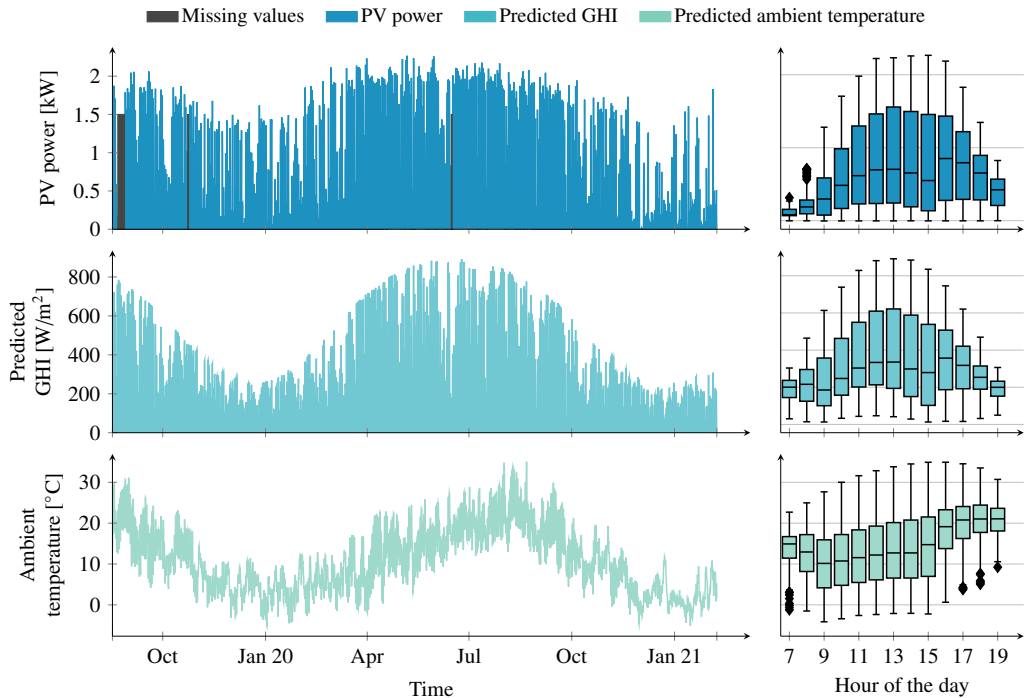 Missing values PV power Predicted GHI Predicted ambient temperature
PV power [kW]
2
1.5
1
0.5
0
Predicted
GHI [W/m²]
800
600
400
200
0
Ambient
temperature [°C]
30
20
10
0
Oct Jan 20 Apr Jul Oct Jan 21
Time
7 9 11 13 15 17 19
Hour of the day